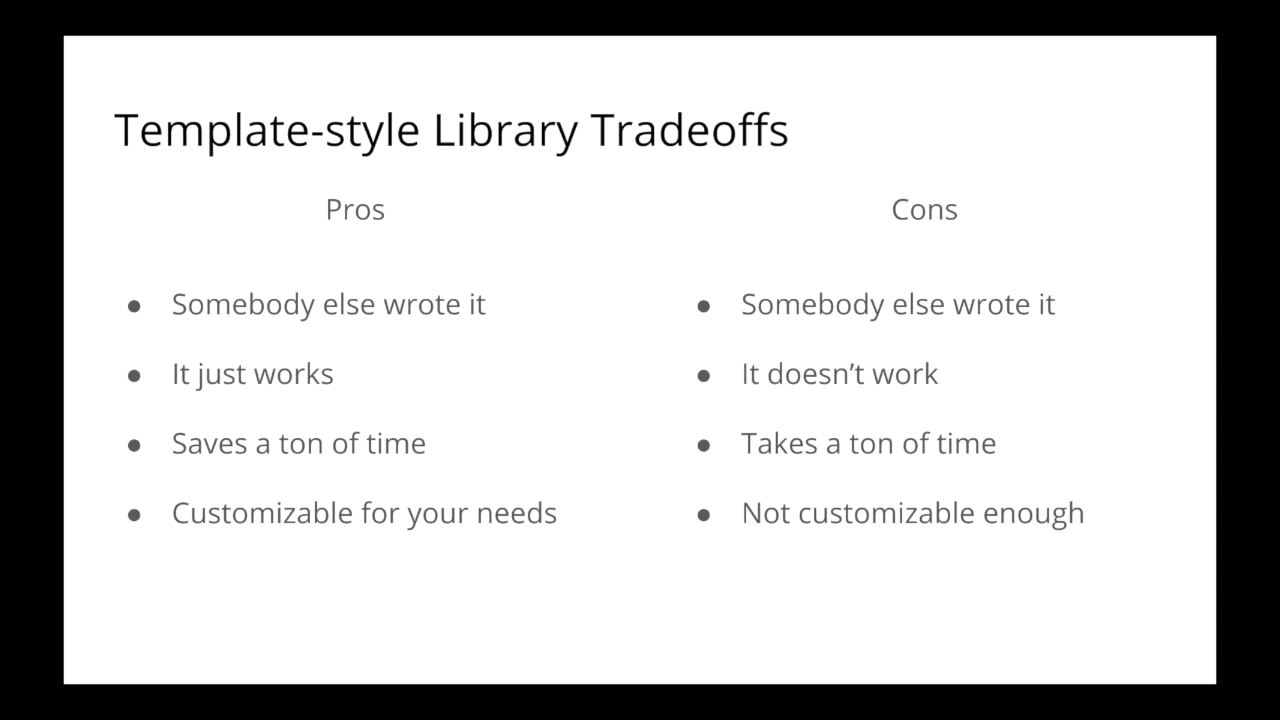 Template-style Library Tradeoffs
Pros
● Somebody else wrote it
● It just works
● Saves a ton of time
● Customizable for your needs
Cons
● Somebody else wrote it
● It doesn’t work
● Takes a ton of time
● Not customizable enough